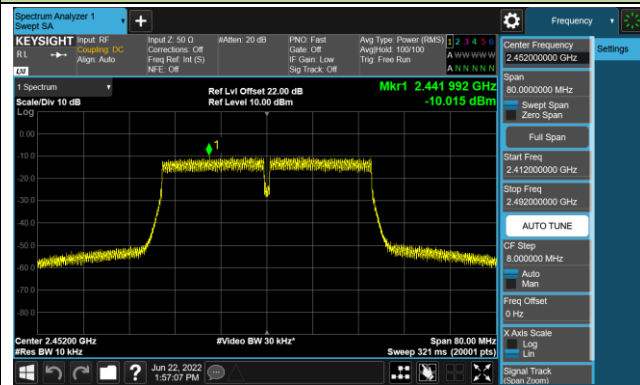 Spectrum Analyzer 1
Swept SA
Frequency
KEYSIGHT
RL
LXI
Input: RF
Coupling: DC
Align: Auto
Input Z: 50 Ω
Corrections: Off
Freq Ref: Int (S)
NFE: Off
#Atten: 20 dB
PNO: Fast
Gate: Off
IF Gain: Low
Sig Track: Off
Avg Type: Power (RMS)
Avg|Hold: 100/100
Trig: Free Run
1 2 3 4 5 6
A W W W W W
A N N N N N
1 Spectrum
Scale/Div 10 dB
Ref Lvl Offset 22.00 dB
Ref Level 10.00 dBm
Mkr1 2.441 992 GHz
-10.015 dBm
Log
0.00
-10.0
-20.0
-30.0
-40.0
-50.0
-60.0
-70.0
-80.0
1
Center 2.45200 GHz
#Res BW 10 kHz
#Video BW 30 kHz*
Span 80.00 MHz
Sweep 321 ms (20001 pts)
Jun 22, 2022
1:57:07 PM
Center Frequency
2.452000000 GHz
Span
80.0000000 MHz
Swept Span
Zero Span
Full Span
Start Freq
2.412000000 GHz
Stop Freq
2.492000000 GHz
AUTO TUNE
CF Step
8.000000 MHz
Auto
Man
Freq Offset
0 Hz
X Axis Scale
Log
Lin
Signal Track
(Span Zoom)
Settings